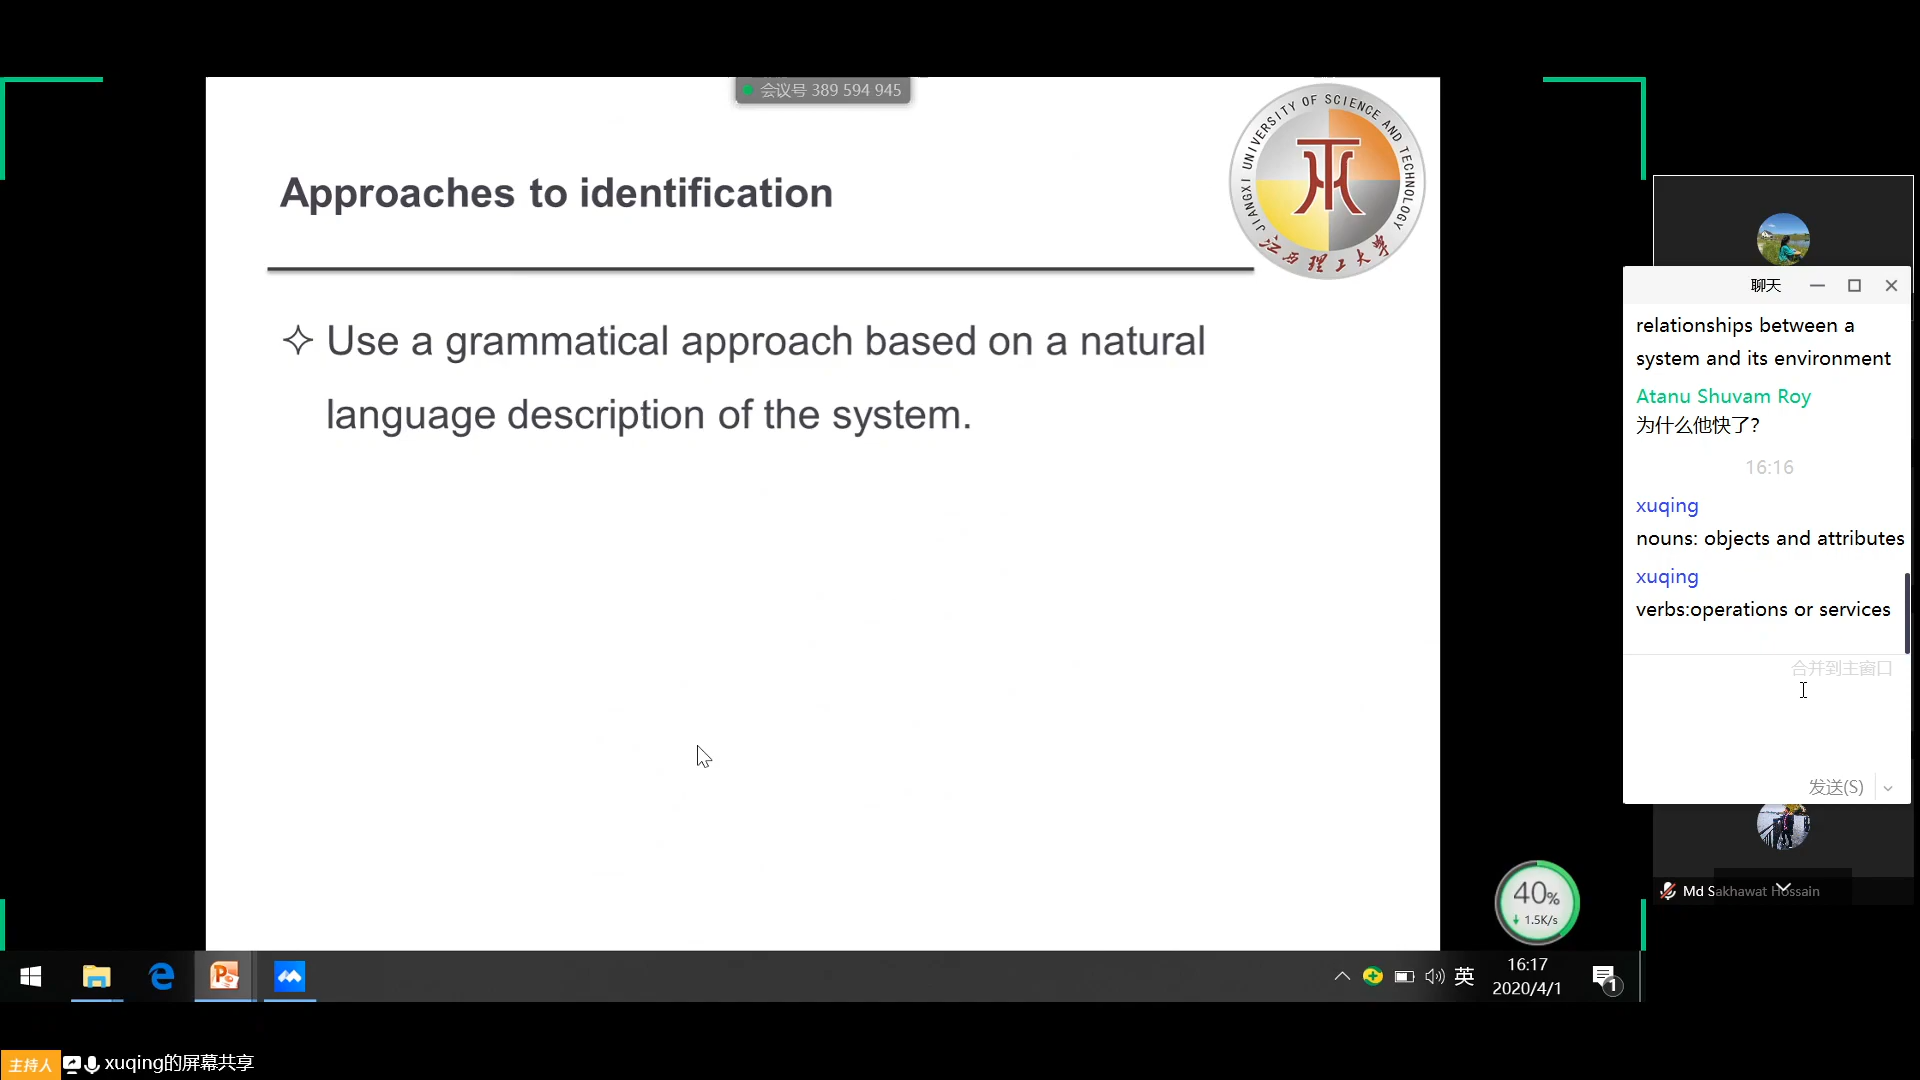 会议号 389 594 945
JIANGXI UNIVERSITY OF SCIENCE AND TECHNOLOGY
江西理工大学
Approaches to identification
Use a grammatical approach based on a natural
language description of the system.
聊天
relationships between a
system and its environment
Atanu Shuvam Roy
为什么他快了?
16:16
xuqing
nouns: objects and attributes
xuqing
verbs:operations or services
合并到主窗口
发送(S)
Md Sakhawat Hossain
40%
1.5K/s
英
16:17
2020/4/1
1
主持人
xuqing的屏幕共享